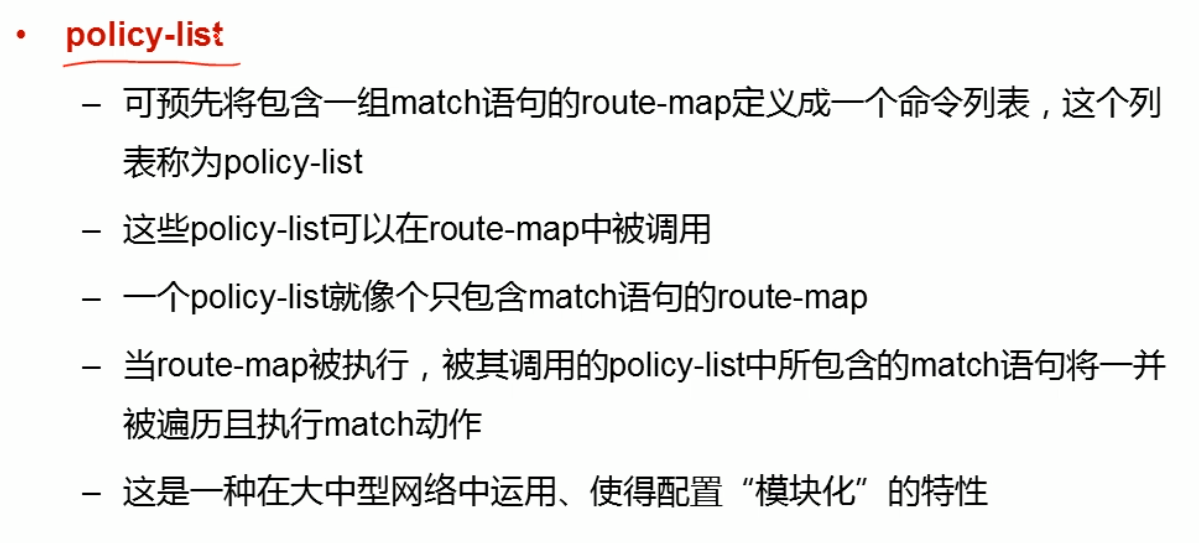 • policy-list
– 可预先将包含一组match语句的route-map定义成一个命令列表，这个列
表称为policy-list
– 这些policy-list可以在route-map中被调用
– 一个policy-list就像个只包含match语句的route-map
– 当route-map被执行，被其调用的policy-list中所包含的match语句将一并
被遍历且执行match动作
– 这是一种在大中型网络中运用、使得配置“模块化”的特性